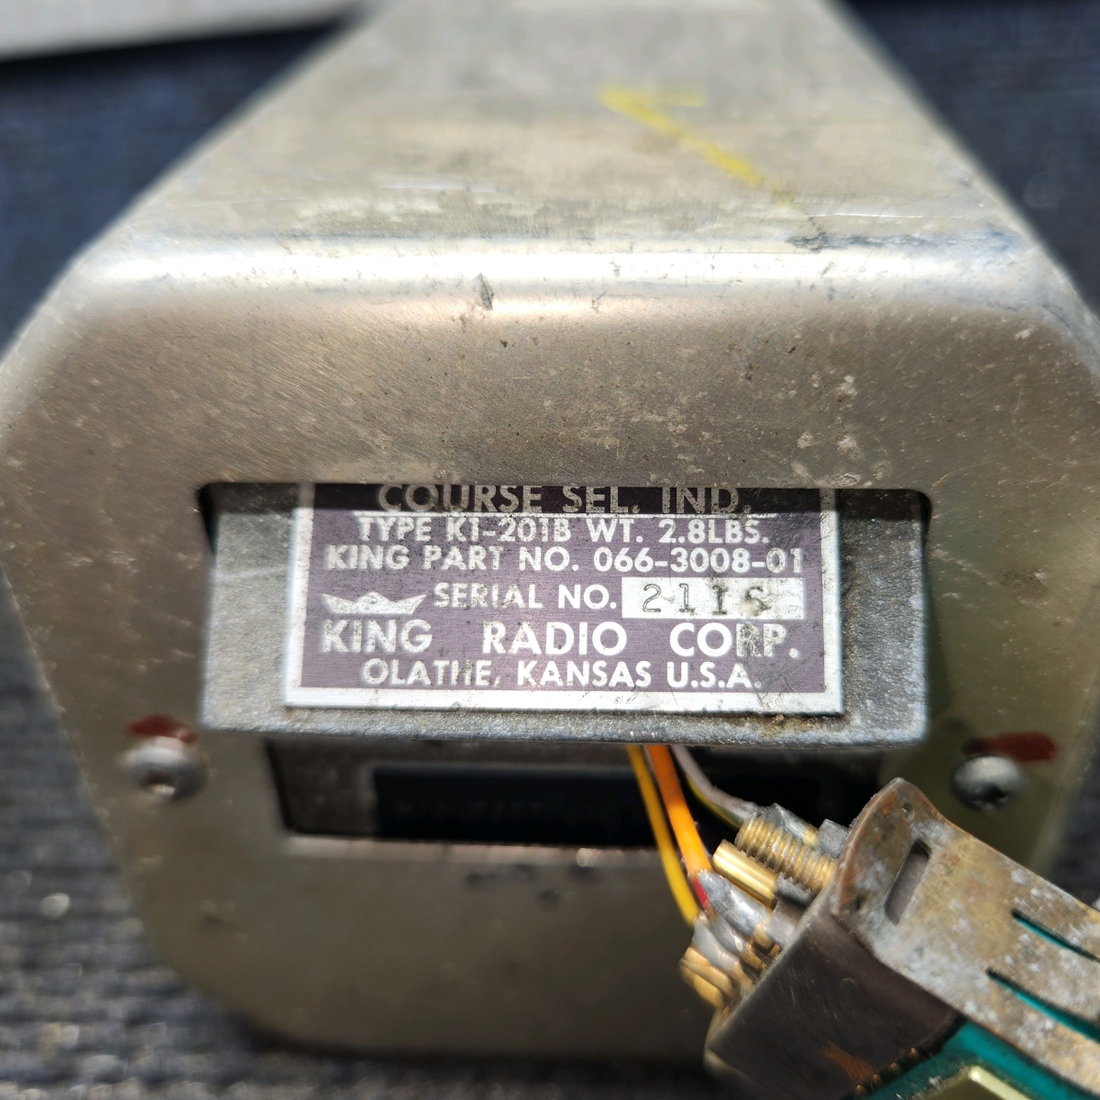 COURSE SEL. IND.
TYPE KI-201B WT. 2.8LBS.
KING PART NO. 066-3008-01
SERIAL NO. 2116
KING RADIO CORP.
OLATHE, KANSAS U.S.A.